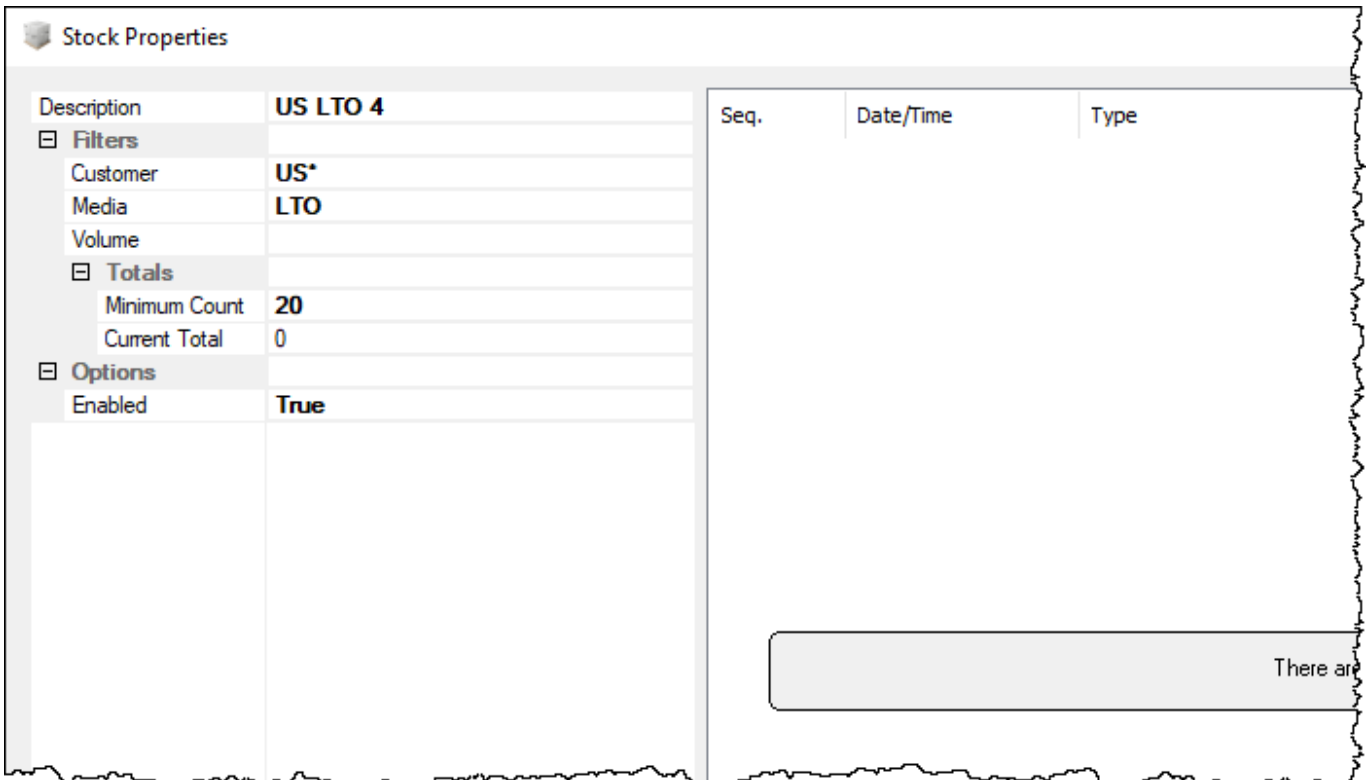 Stock Properties
Description US LTO 4
Filters
Customer US*
Media LTO
Volume
Totals
Minimum Count 20
Current Total 0
Options
Enabled True
Seq. Date/Time Type
There are